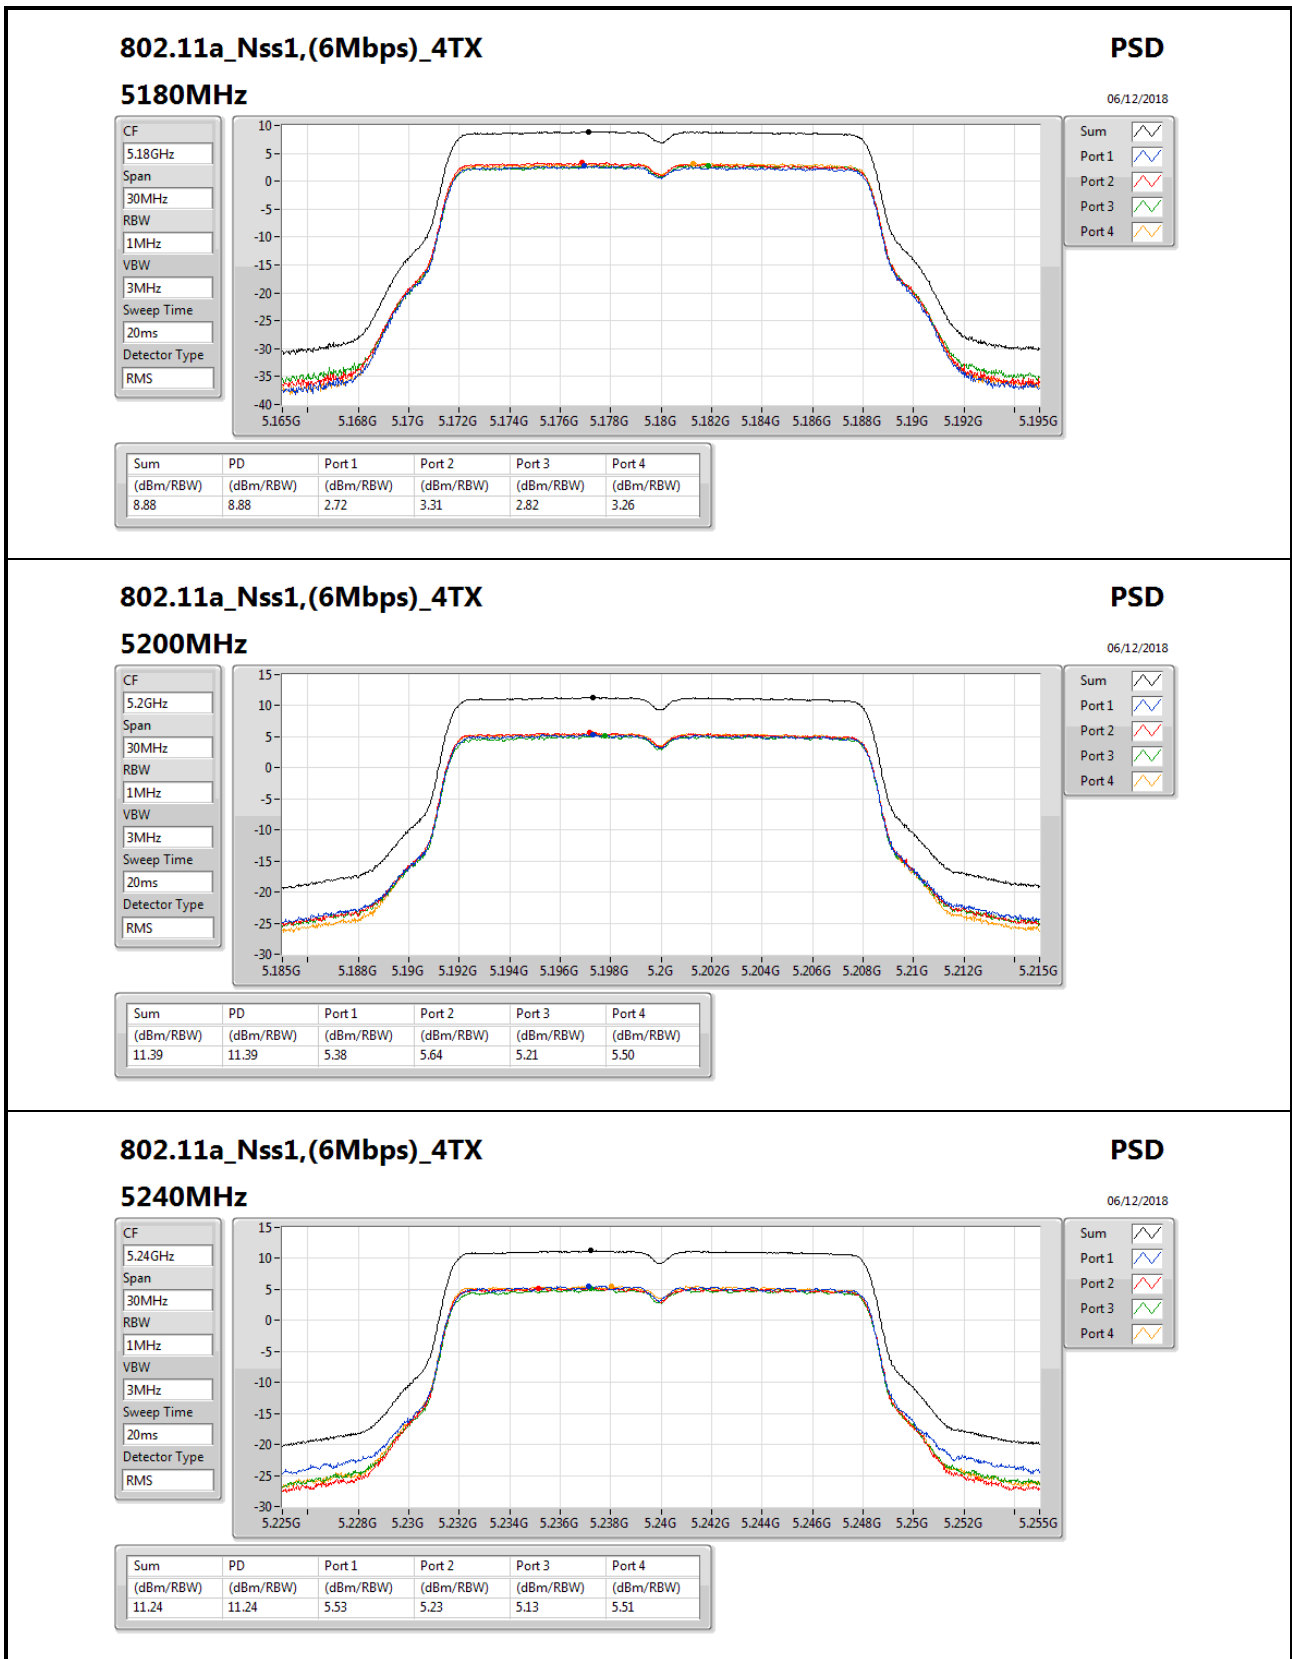 802.11a_Nss1,(6Mbps)_4TX PSD
5180MHz 06/12/2018
CF
5.18GHz
Span
30MHz
RBW
1MHz
VBW
3MHz
Sweep Time
20ms
Detector Type
RMS
10
5
0
-5
-10
-15
-20
-25
-30
-35
-40
5.165G 5.168G 5.17G 5.172G 5.174G 5.176G 5.178G 5.18G 5.182G 5.184G 5.186G 5.188G 5.19G 5.192G 5.195G
Sum
Port 1
Port 2
Port 3
Port 4
Sum PD Port 1 Port 2 Port 3 Port 4
(dBm/RBW) (dBm/RBW) (dBm/RBW) (dBm/RBW) (dBm/RBW) (dBm/RBW)
8.88 8.88 2.72 3.31 2.82 3.26
802.11a_Nss1,(6Mbps)_4TX PSD
5200MHz 06/12/2018
CF
5.2GHz
Span
30MHz
RBW
1MHz
VBW
3MHz
Sweep Time
20ms
Detector Type
RMS
15
10
5
0
-5
-10
-15
-20
-25
-30
5.185G 5.188G 5.19G 5.192G 5.194G 5.196G 5.198G 5.2G 5.202G 5.204G 5.206G 5.208G 5.21G 5.212G 5.215G
Sum
Port 1
Port 2
Port 3
Port 4
Sum PD Port 1 Port 2 Port 3 Port 4
(dBm/RBW) (dBm/RBW) (dBm/RBW) (dBm/RBW) (dBm/RBW) (dBm/RBW)
11.39 11.39 5.38 5.64 5.21 5.50
802.11a_Nss1,(6Mbps)_4TX PSD
5240MHz 06/12/2018
CF
5.24GHz
Span
30MHz
RBW
1MHz
VBW
3MHz
Sweep Time
20ms
Detector Type
RMS
15
10
5
0
-5
-10
-15
-20
-25
-30
5.225G 5.228G 5.23G 5.232G 5.234G 5.236G 5.238G 5.24G 5.242G 5.244G 5.246G 5.248G 5.25G 5.252G 5.255G
Sum
Port 1
Port 2
Port 3
Port 4
Sum PD Port 1 Port 2 Port 3 Port 4
(dBm/RBW) (dBm/RBW) (dBm/RBW) (dBm/RBW) (dBm/RBW) (dBm/RBW)
11.24 11.24 5.53 5.23 5.13 5.51